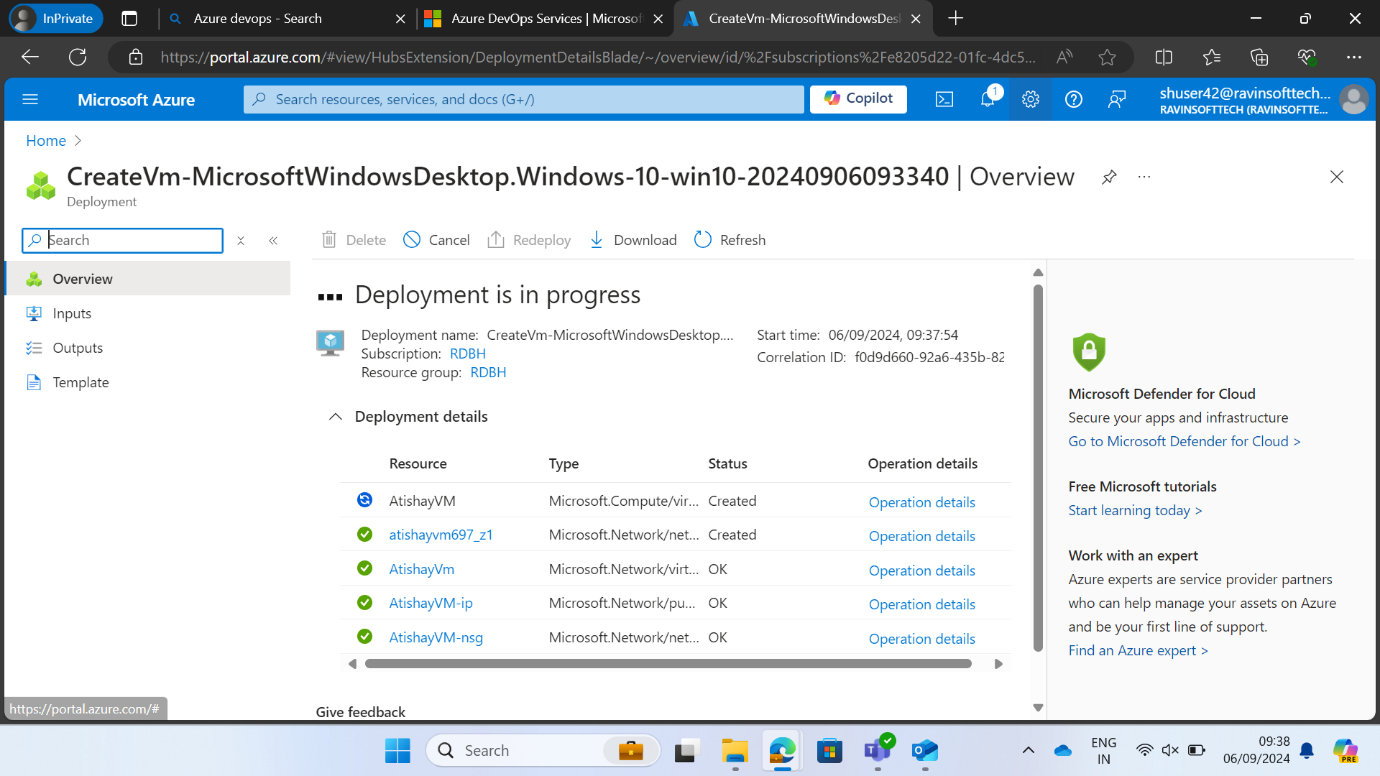 InPrivate
Azure devops - Search
Azure DevOps Services | Microsof
CreateVm-MicrosoftWindowsDesk
https://portal.azure.com/#view/HubsExtension/DeploymentDetailsBlade/~/overview/id/%2Fsubscriptions%2Fe8205d22-01fc-4dc5...
Microsoft Azure
Search resources, services, and docs (G+/)
Copilot
1
shuser42@ravinsofttech...
RAVINSOFTTECH (RAVINSOFTTE...
Home >
CreateVm-MicrosoftWindowsDesktop.Windows-10-win10-20240906093340 | Overview
Deployment
Search
Delete Cancel Redeploy Download Refresh
Overview
Inputs
Outputs
Template
Deployment is in progress
Deployment name: CreateVm-MicrosoftWindowsDesktop....
Subscription: RDBH
Resource group: RDBH
Start time: 06/09/2024, 09:37:54
Correlation ID: f0d9d660-92a6-435b-82
Deployment details
Resource Type Status Operation details
AtishayVM Microsoft.Compute/vir... Created Operation details
atishayvm697_z1 Microsoft.Network/net... Created Operation details
AtishayVm Microsoft.Network/virt... OK Operation details
AtishayVM-ip Microsoft.Network/pu... OK Operation details
AtishayVM-nsg Microsoft.Network/net... OK Operation details
Give feedback
Microsoft Defender for Cloud
Secure your apps and infrastructure
Go to Microsoft Defender for Cloud >
Free Microsoft tutorials
Start learning today >
Work with an expert
Azure experts are service provider partners
who can help manage your assets on Azure
and be your first line of support.
Find an Azure expert >
https://portal.azure.com/#
Search
ENG
IN
09:38
06/09/2024
PRE